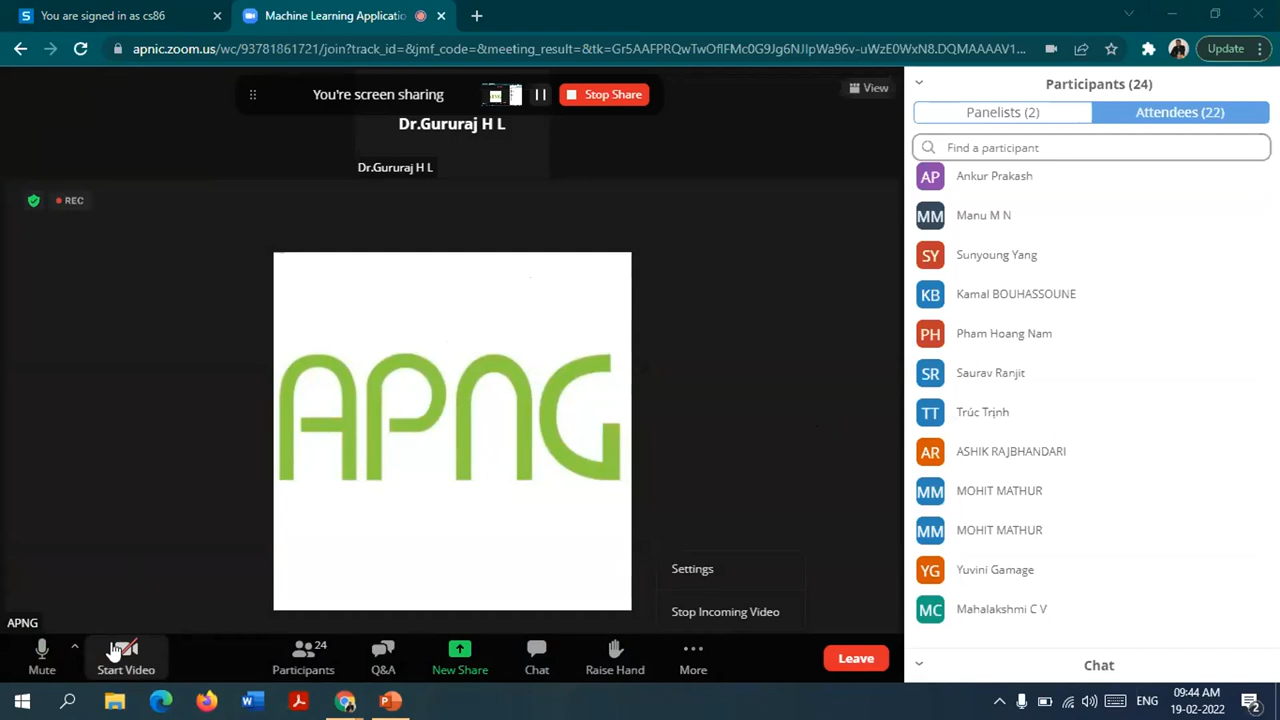 You are signed in as cs86
Machine Learning Applicatio
apnic.zoom.us/wc/93781861721/join?track_id=&jmf_code=&meeting_result=&tk=Gr5AAFPRQwTwOflFMc0G9Jg6NJIpWa96v-uWzE0WxN8.DQMAAAAV1...
Update
You're screen sharing
Stop Share
View
Dr.Gururaj H L
Dr.Gururaj H L
REC
APNG
Settings
Stop Incoming Video
APNG
Mute
Start Video
24
Participants
Q&A
New Share
Chat
Raise Hand
More
Leave
Participants (24)
Panelists (2)
Attendees (22)
Find a participant
AP Ankur Prakash
MM Manu M N
SY Sunyoung Yang
KB Kamal BOUHASSOUNE
PH Pham Hoang Nam
SR Saurav Ranjit
TT Trúc Trịnh
AR ASHIK RAJBHANDARI
MM MOHIT MATHUR
MM MOHIT MATHUR
YG Yuvini Gamage
MC Mahalakshmi C V
Chat
ENG
09:44 AM
19-02-2022
2